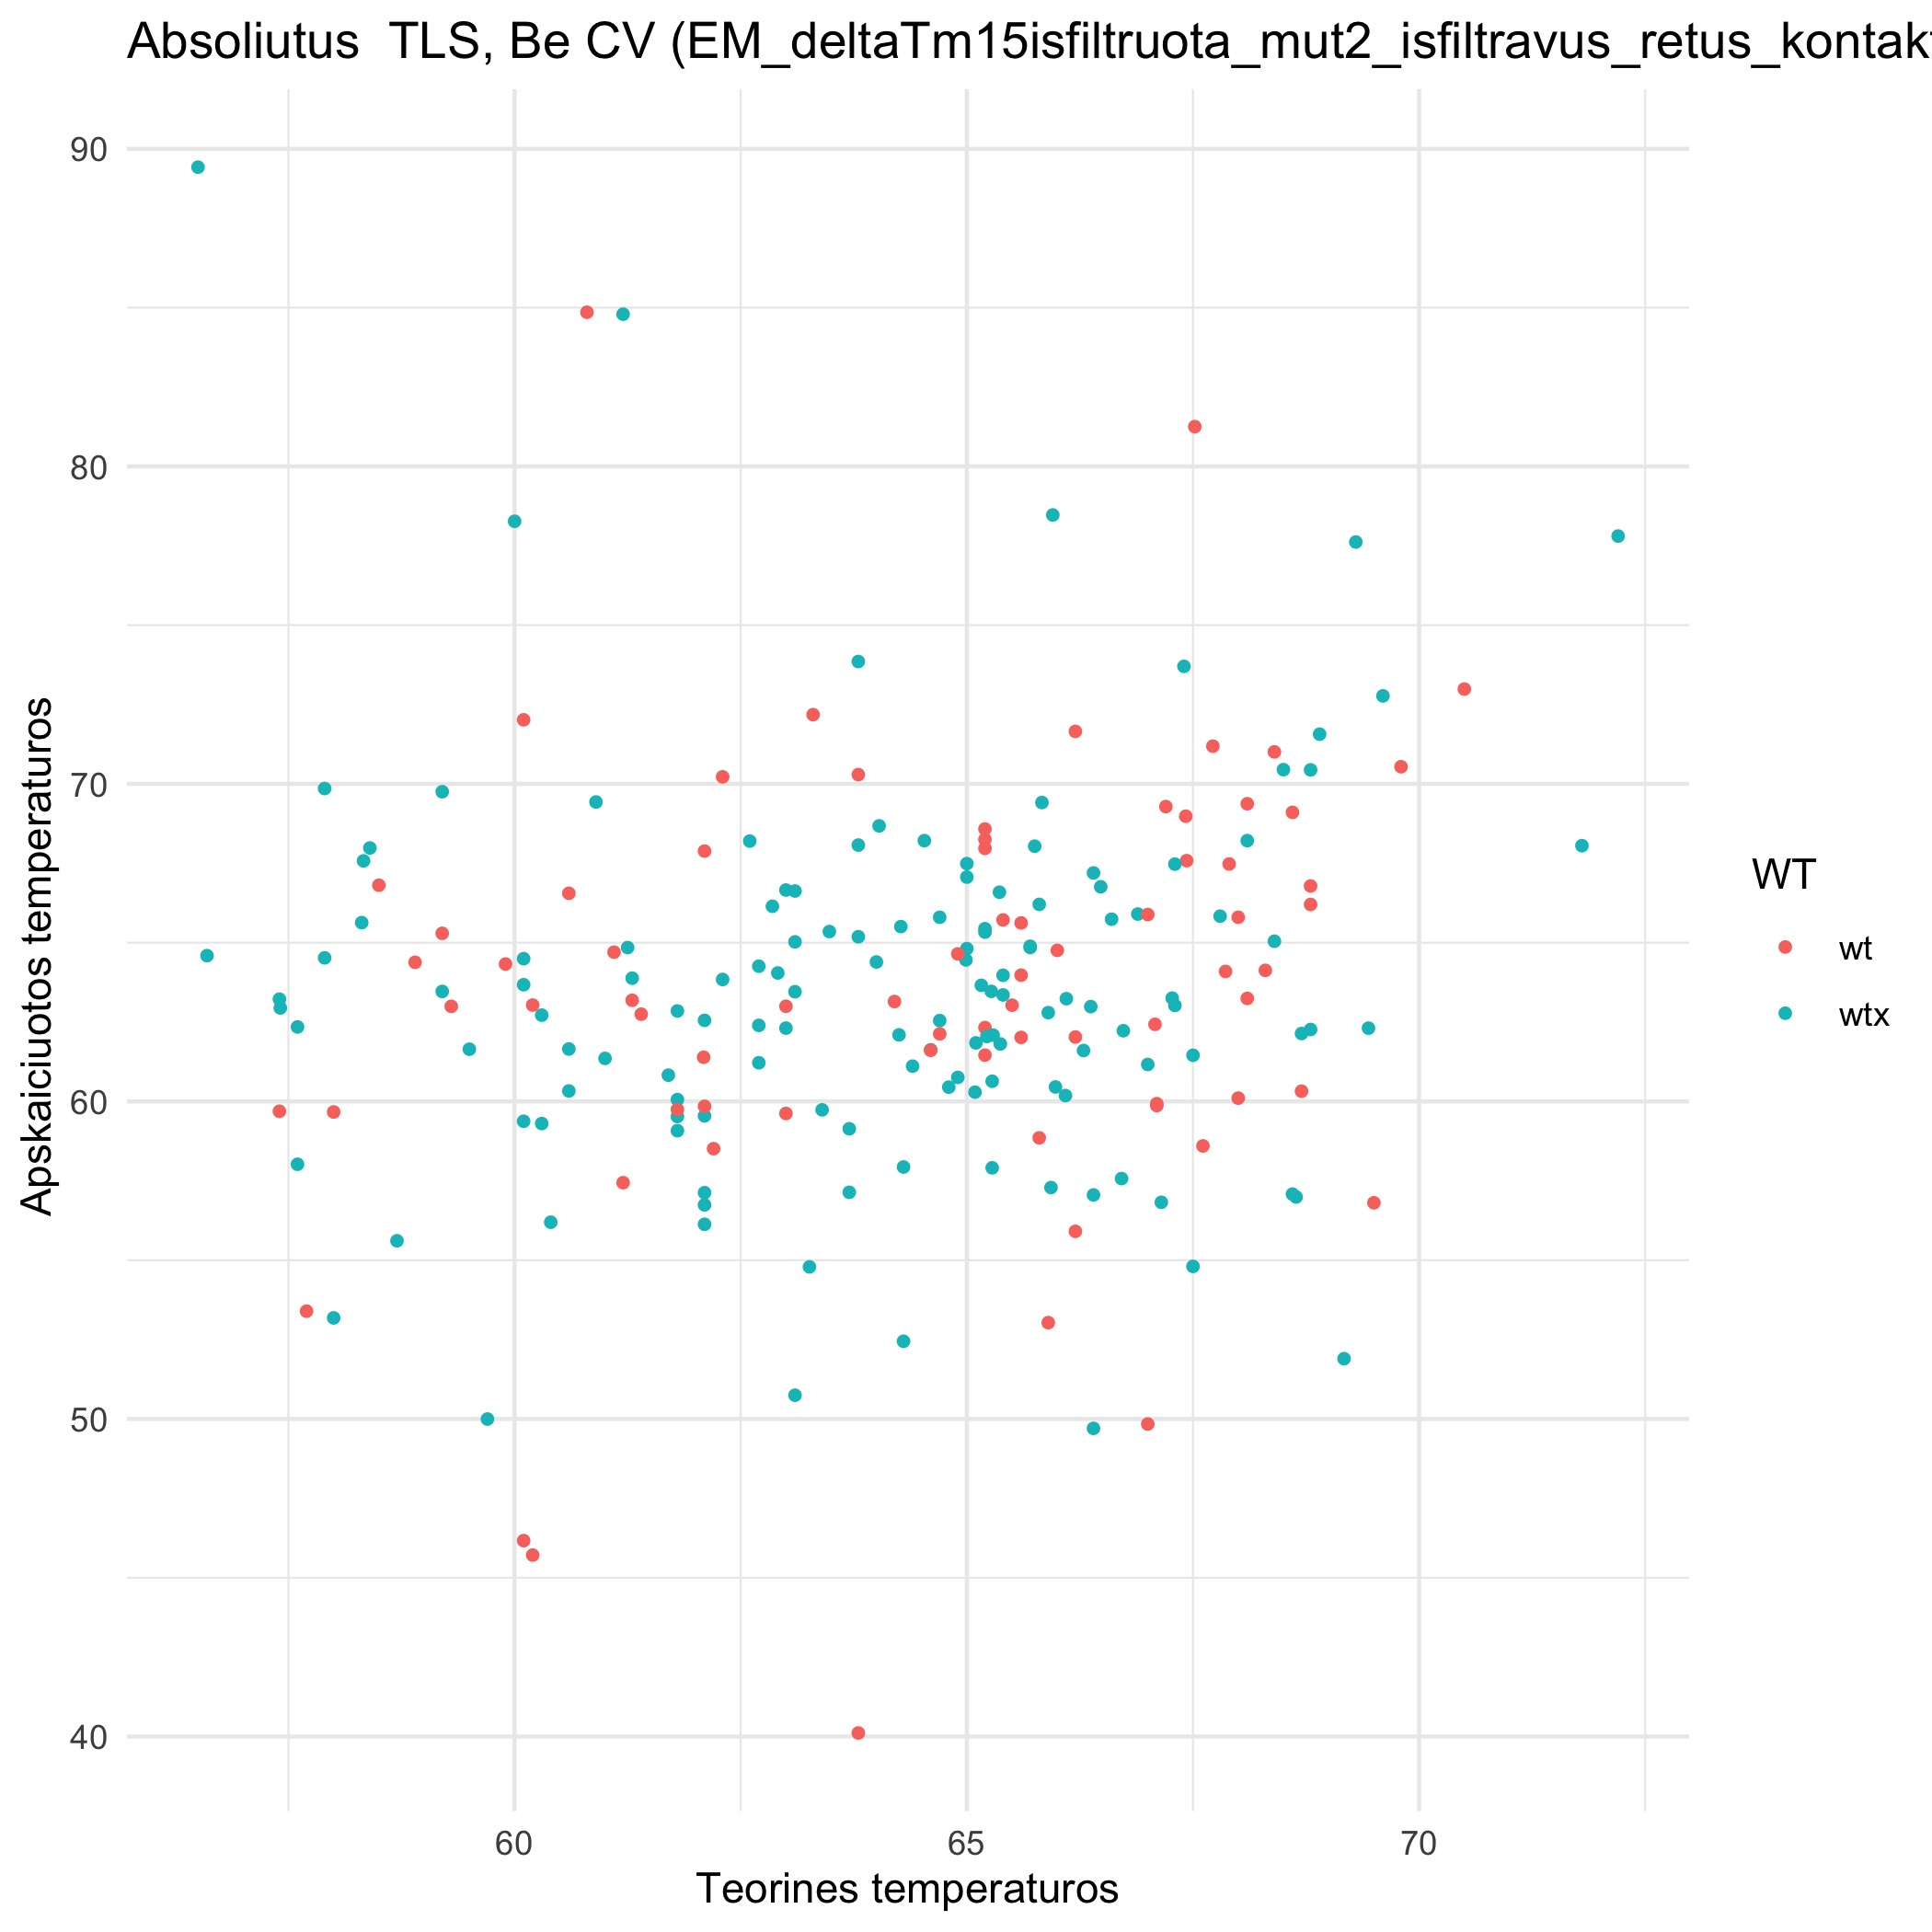 Absoliutus  TLS, Be CV (EM_deltaTm15isfiltruota_mut2_isfiltravus_retus_kontak
90
80
70
60
50
40
Apskaiciuotos temperaturos
60 65 70
Teorines temperaturos
WT
wt
wtx